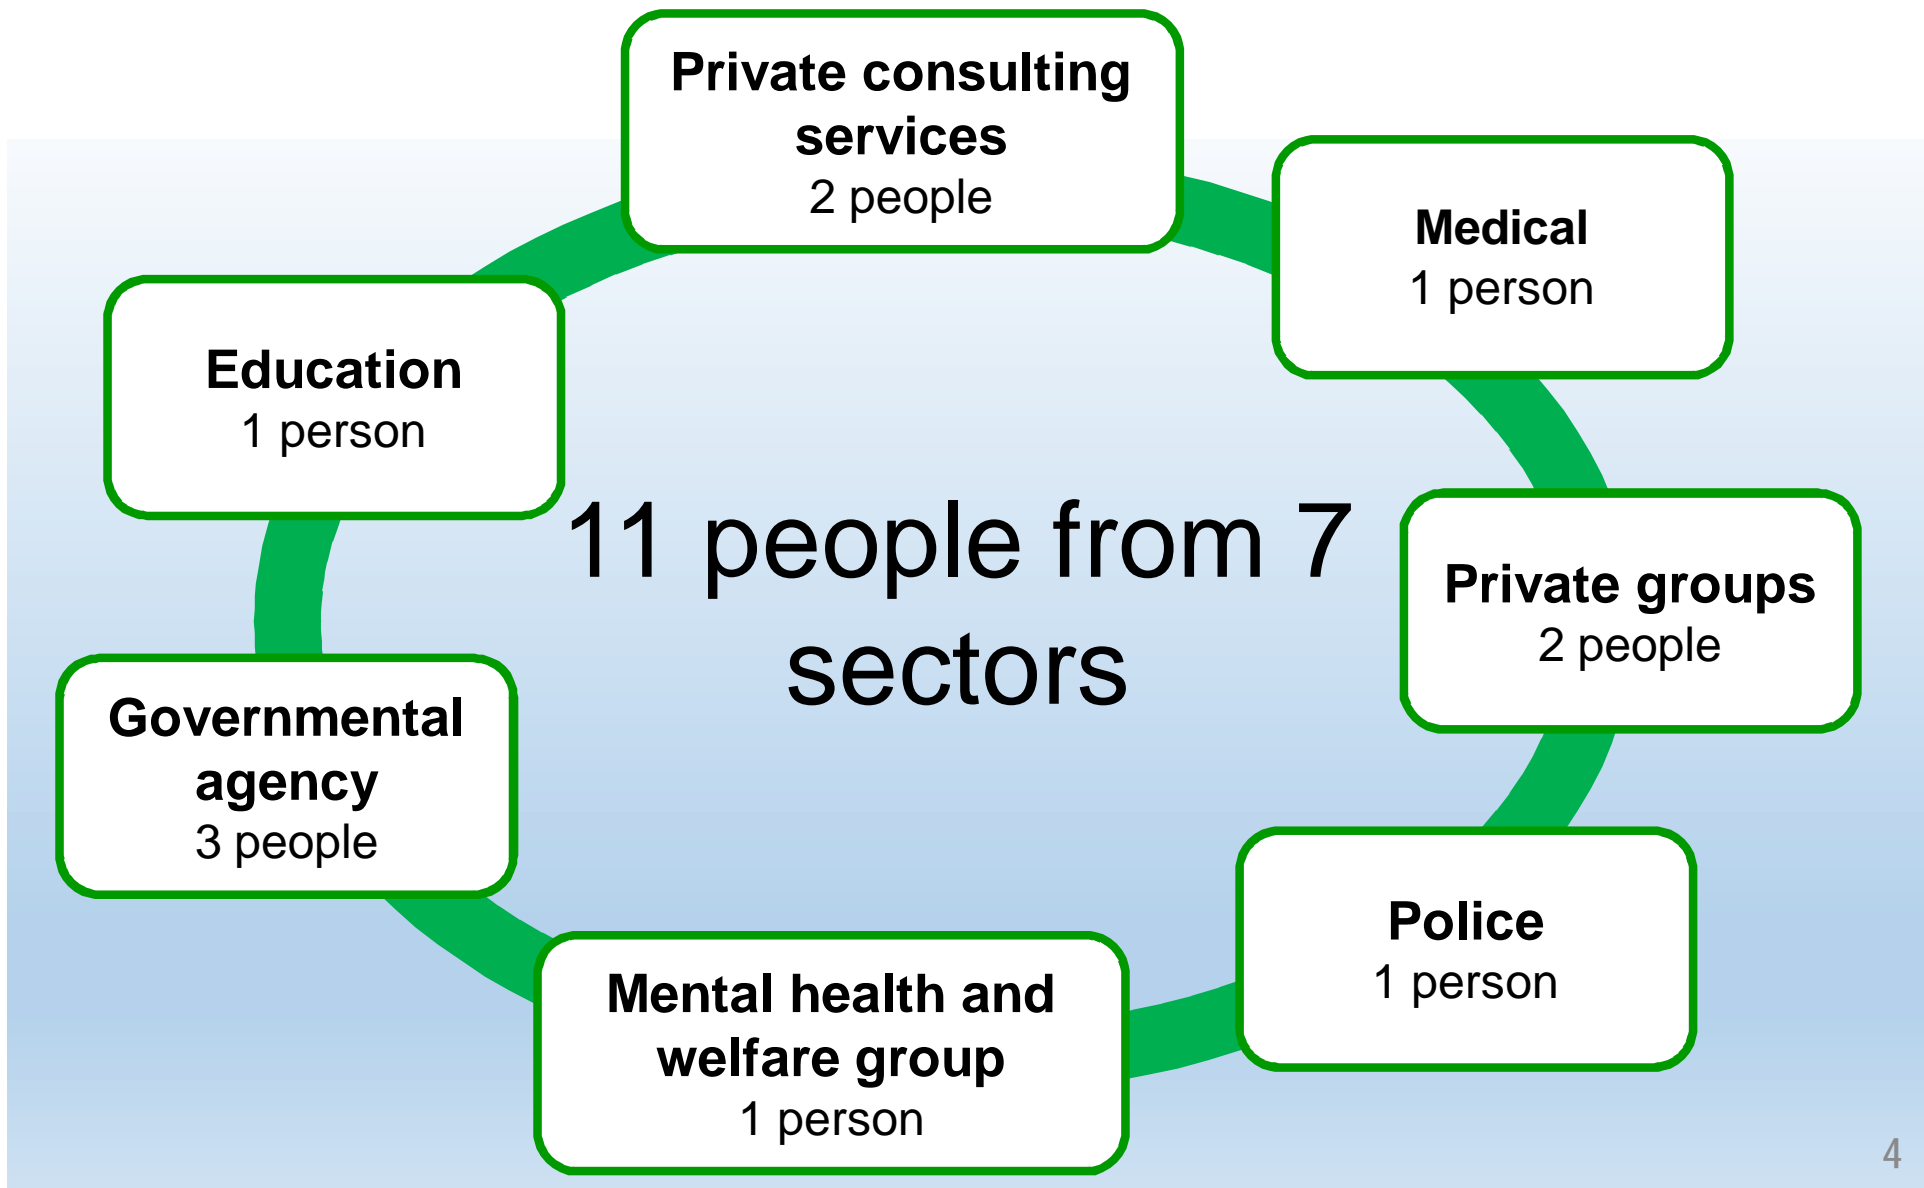 Private consulting
services
2 people
Medical
1 person
Education
1 person
11 people from 7
sectors
Private groups
2 people
Governmental
agency
3 people
Police
1 person
Mental health and
welfare group
1 person
4